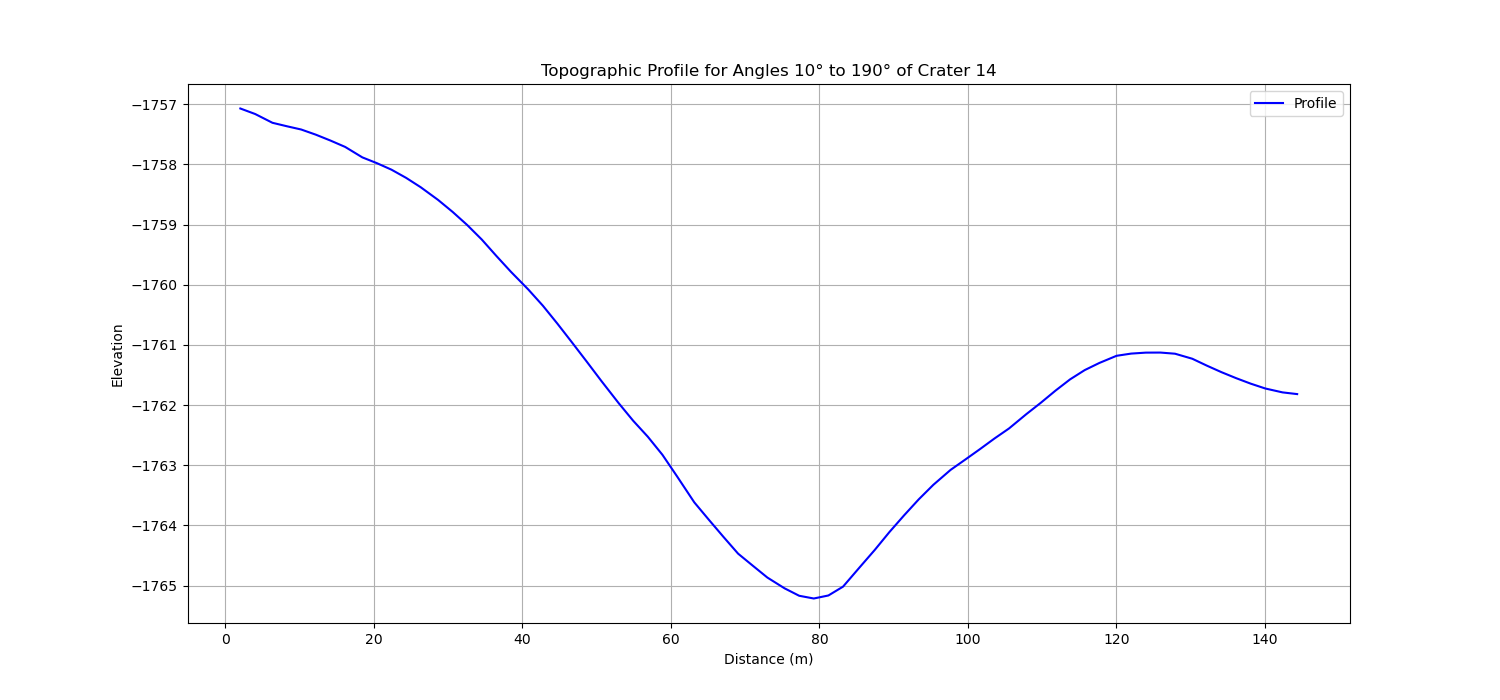 Topographic Profile for Angles 10° to 190° of Crater 14
Profile
Elevation
−1757
−1758
−1759
−1760
−1761
−1762
−1763
−1764
−1765
0 20 40 60 80 100 120 140
Distance (m)